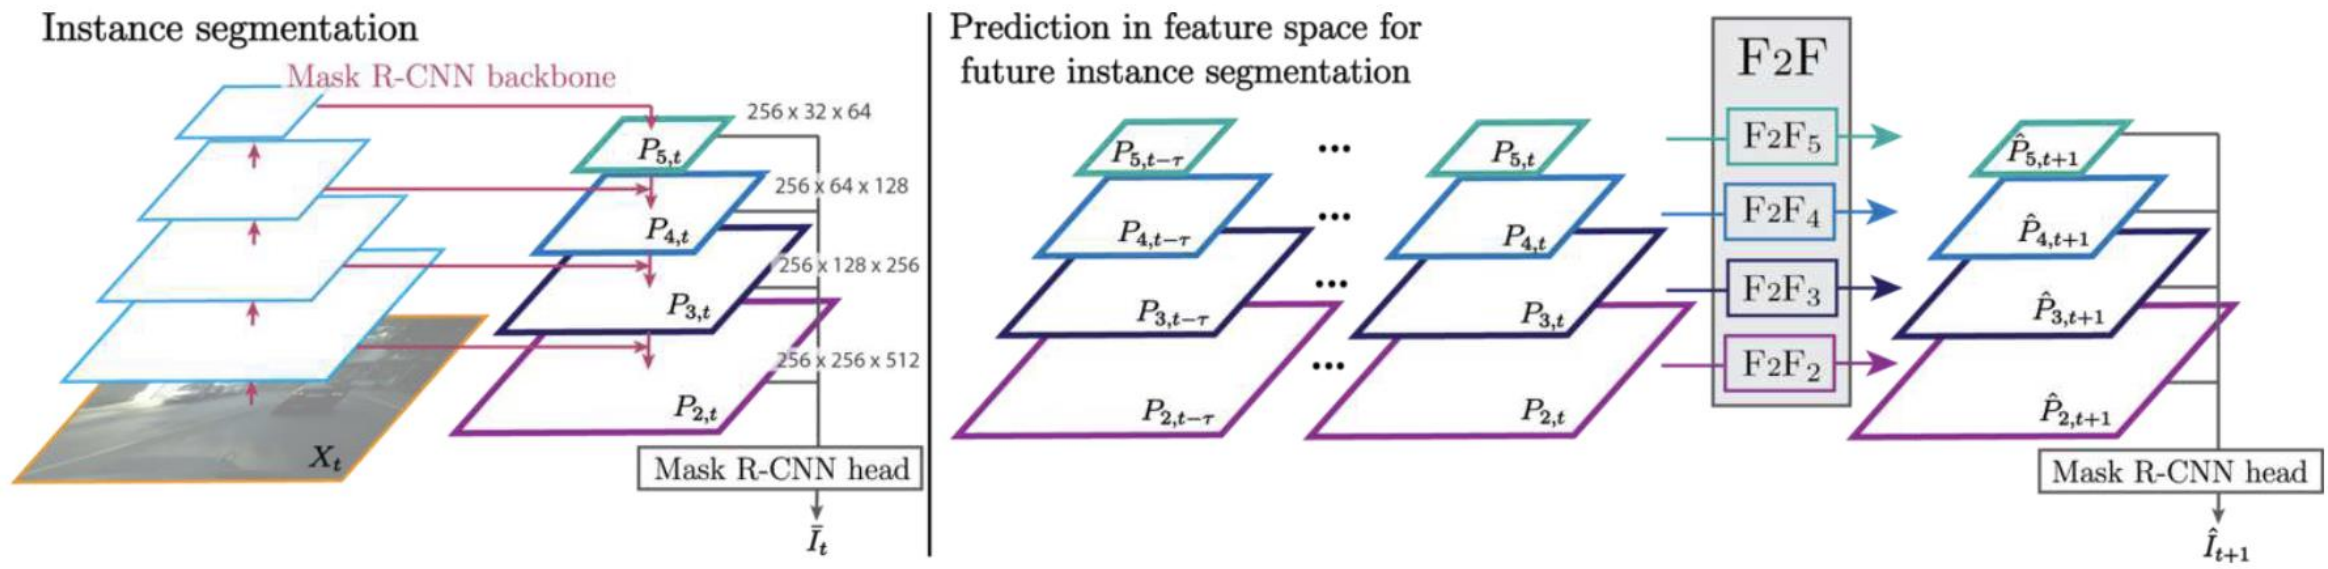 Instance segmentation
Mask R-CNN backbone
256 x 32 x 64
P5,t
256 x 64 x 128
P4,t
256 x 128 x 256
P3,t
256 x 256 x 512
P2,t
Xt
Mask R-CNN head
Īt
Prediction in feature space for
future instance segmentation
P5,t−τ ... P5,t
P4,t−τ ... P4,t
P3,t−τ ... P3,t
P2,t−τ ... P2,t
F2F
F2F5
F2F4
F2F3
F2F2
P̂5,t+1
P̂4,t+1
P̂3,t+1
P̂2,t+1
Mask R-CNN head
Ît+1